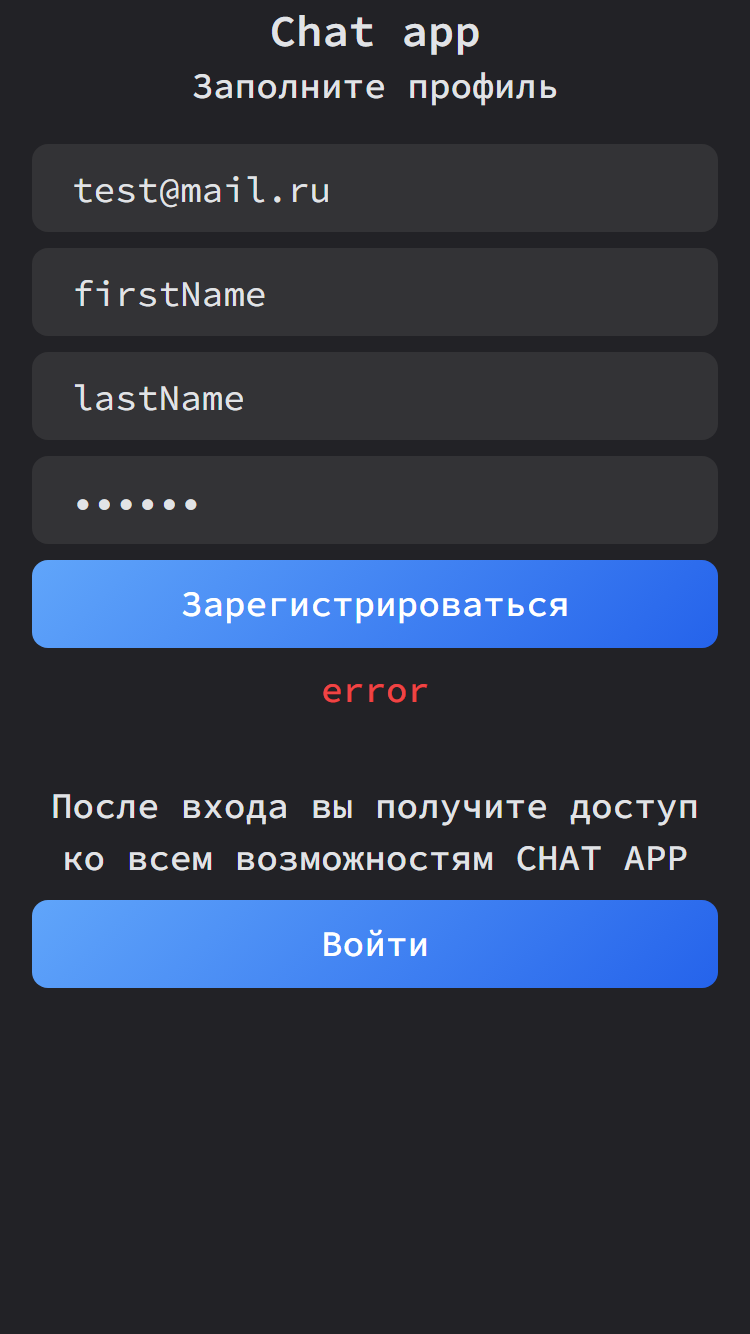 Chat app
Заполните профиль
test@mail.ru
firstName
lastName
••••••
Зарегистрироваться
error
После входа вы получите доступ
ко всем возможностям CHAT APP
Войти